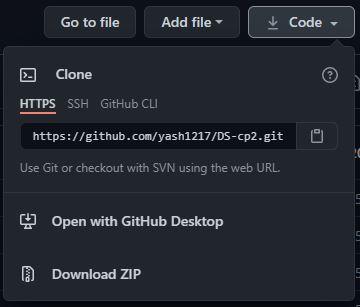 Go to file
Add file
Code
Clone
HTTPS SSH GitHub CLI
https://github.com/yash1217/DS-cp2.git
Use Git or checkout with SVN using the web URL.
Open with GitHub Desktop
Download ZIP